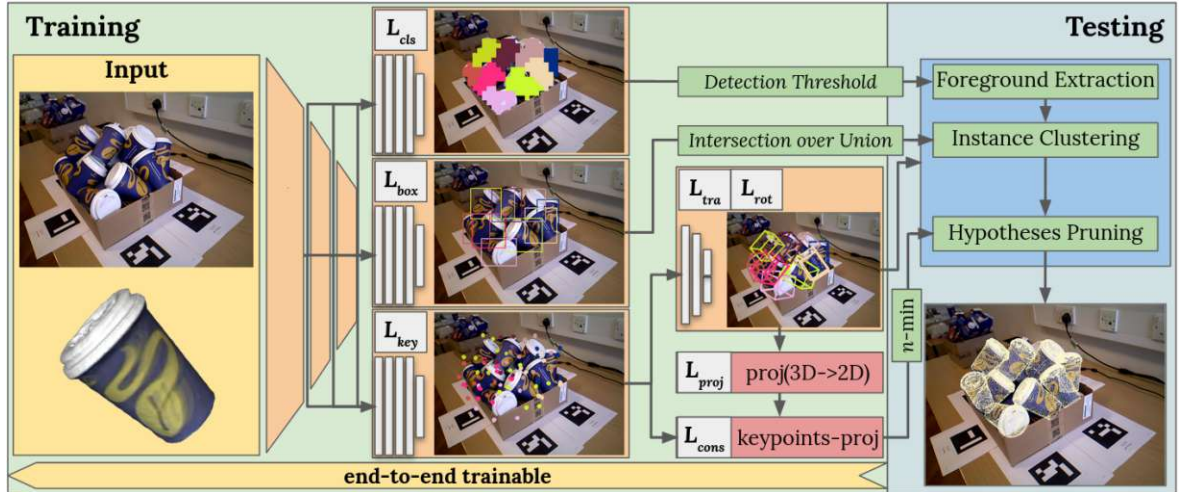 Training
Input
L_cls
L_box
L_key
L_tra
L_rot
L_proj
proj(3D->2D)
L_cons
keypoints-proj
end-to-end trainable
Detection Threshold
Intersection over Union
n-min
Testing
Foreground Extraction
Instance Clustering
Hypotheses Pruning